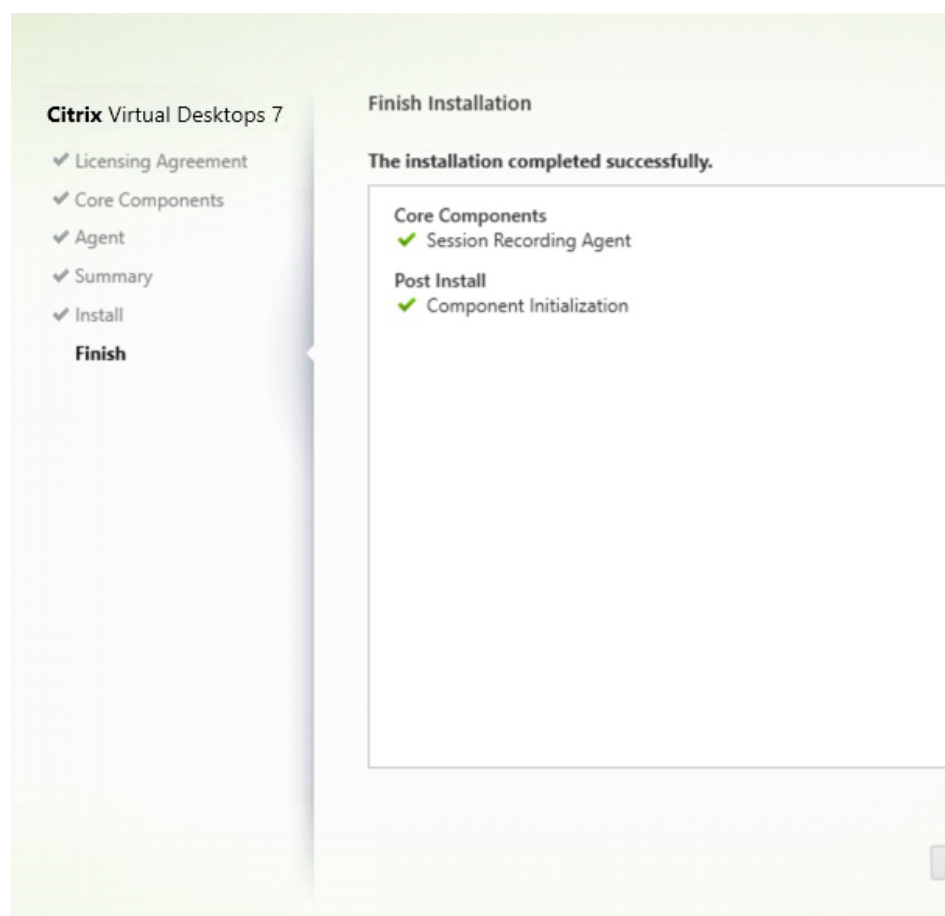 Citrix Virtual Desktops 7
Licensing Agreement
Core Components
Agent
Summary
Install
Finish
Finish Installation
The installation completed successfully.
Core Components
Session Recording Agent
Post Install
Component Initialization